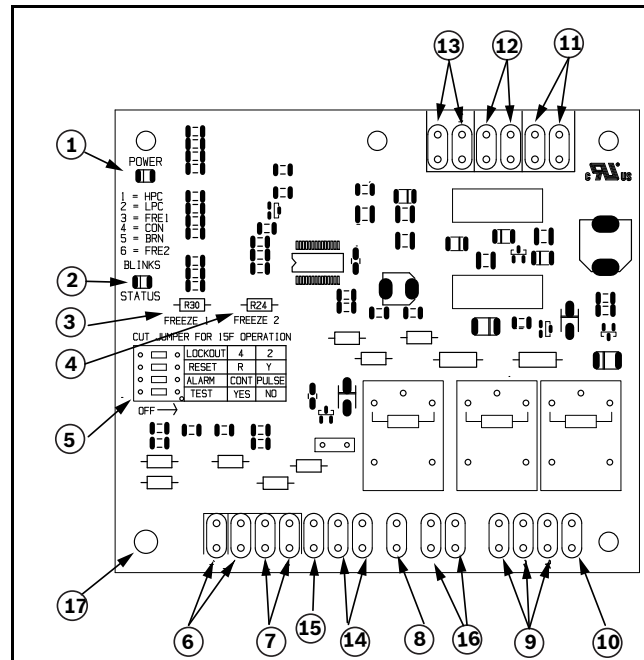 13
12
11
1
POWER
c RU US
1 = HPC
2 = LPC
3 = FRE1
4 = CON
5 = BRN
6 = FRE2
BLINKS
2
STATUS
3
R30
R24
4
FREEZE 1
FREEZE 2
CUT JUMPER FOR 15F OPERATION
LOCKOUT 4 2
RESET R Y
ALARM CONT PULSE
TEST YES NO
OFF
5
17
6
7
15
14
8
16
9
10